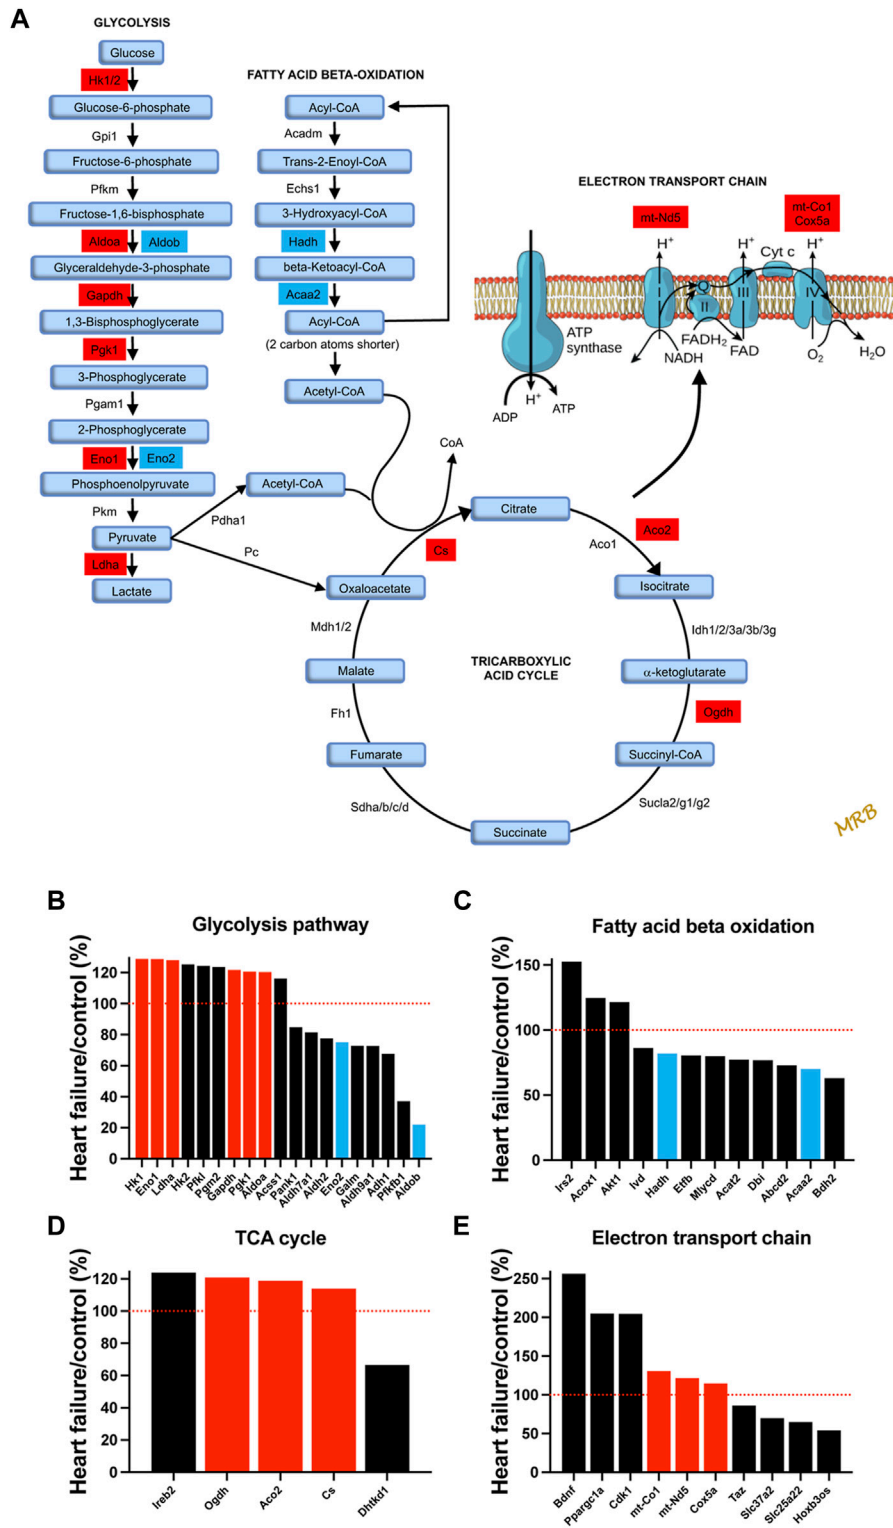 A
GLYCOLYSIS
Glucose
Hk1/2
Glucose-6-phosphate
Gpi1
Fructose-6-phosphate
Pfkm
Fructose-1,6-bisphosphate
Aldoa
Aldob
Glyceraldehyde-3-phosphate
Gapdh
1,3-Bisphosphoglycerate
Pgk1
3-Phosphoglycerate
Pgam1
2-Phosphoglycerate
Eno1
Eno2
Phosphoenolpyruvate
Pkm
Pyruvate
Ldha
Lactate
Pdha1
Pc
FATTY ACID BETA-OXIDATION
Acyl-CoA
Acadm
Trans-2-Enoyl-CoA
Echs1
3-Hydroxyacyl-CoA
Hadh
beta-Ketoacyl-CoA
Acaa2
Acyl-CoA
(2 carbon atoms shorter)
Acetyl-CoA
Acetyl-CoA
CoA
ELECTRON TRANSPORT CHAIN
mt-Nd5
mt-Co1
Cox5a
H+
H+
Cyt c
H+
I
Q
II
III
IV
ATP
synthase
FADH2
NADH
FAD
O2
H2O
ADP
H+
ATP
Citrate
Cs
Aco1
Aco2
Oxaloacetate
Isocitrate
Mdh1/2
Idh1/2/3a/3b/3g
Malate
TRICARBOXYLIC
ACID CYCLE
α-ketoglutarate
Fh1
Ogdh
Fumarate
Succinyl-CoA
Sdha/b/c/d
Sucla2/g1/g2
Succinate
MRB
B
Glycolysis pathway
Heart failure/control (%)
120
100
80
60
40
20
0
Hk1
Eno1
Ldha
Hk2
Pfkl
Pgm2
Gapdh
Pgk1
Aldoa
Acss1
Pank1
Aldh7a1
Aldh2
Eno2
Galm
Aldh9a1
Adh1
Pfkfb1
Aldob
C
Fatty acid beta oxidation
Heart failure/control (%)
150
100
50
0
Irs2
Acox1
Akt1
Ivd
Hadh
Etfb
Mlycd
Acat2
Dbi
Abcd2
Acaa2
Bdh2
D
TCA cycle
Heart failure/control (%)
120
100
80
60
40
20
0
Ireb2
Ogdh
Aco2
Cs
Dhtkd1
E
Electron transport chain
Heart failure/control (%)
250
200
150
100
50
0
Bdnf
Ppargc1a
Cdk1
mt-Co1
mt-Nd5
Cox5a
Taz
Slc37a2
Slc25a22
Hoxb3os